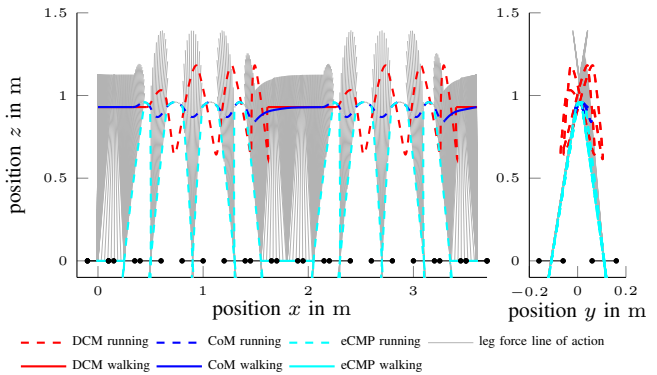 1.5
1
0.5
0
position z in m
0 1 2 3
position x in m
1.5
1
0.5
0
−0.2 0 0.2
position y in m
DCM running CoM running eCMP running leg force line of action
DCM walking CoM walking eCMP walking